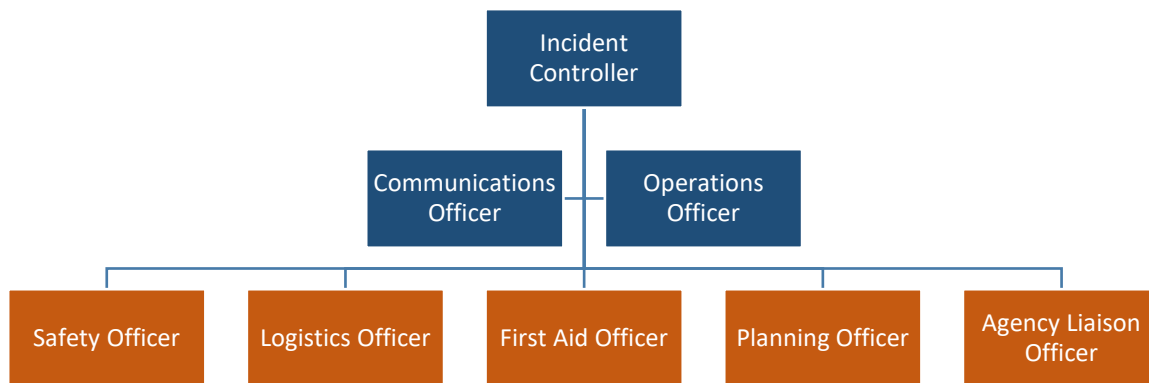 Incident
Controller
Communications
Officer
Operations
Officer
Safety Officer
Logistics Officer
First Aid Officer
Planning Officer
Agency Liaison
Officer